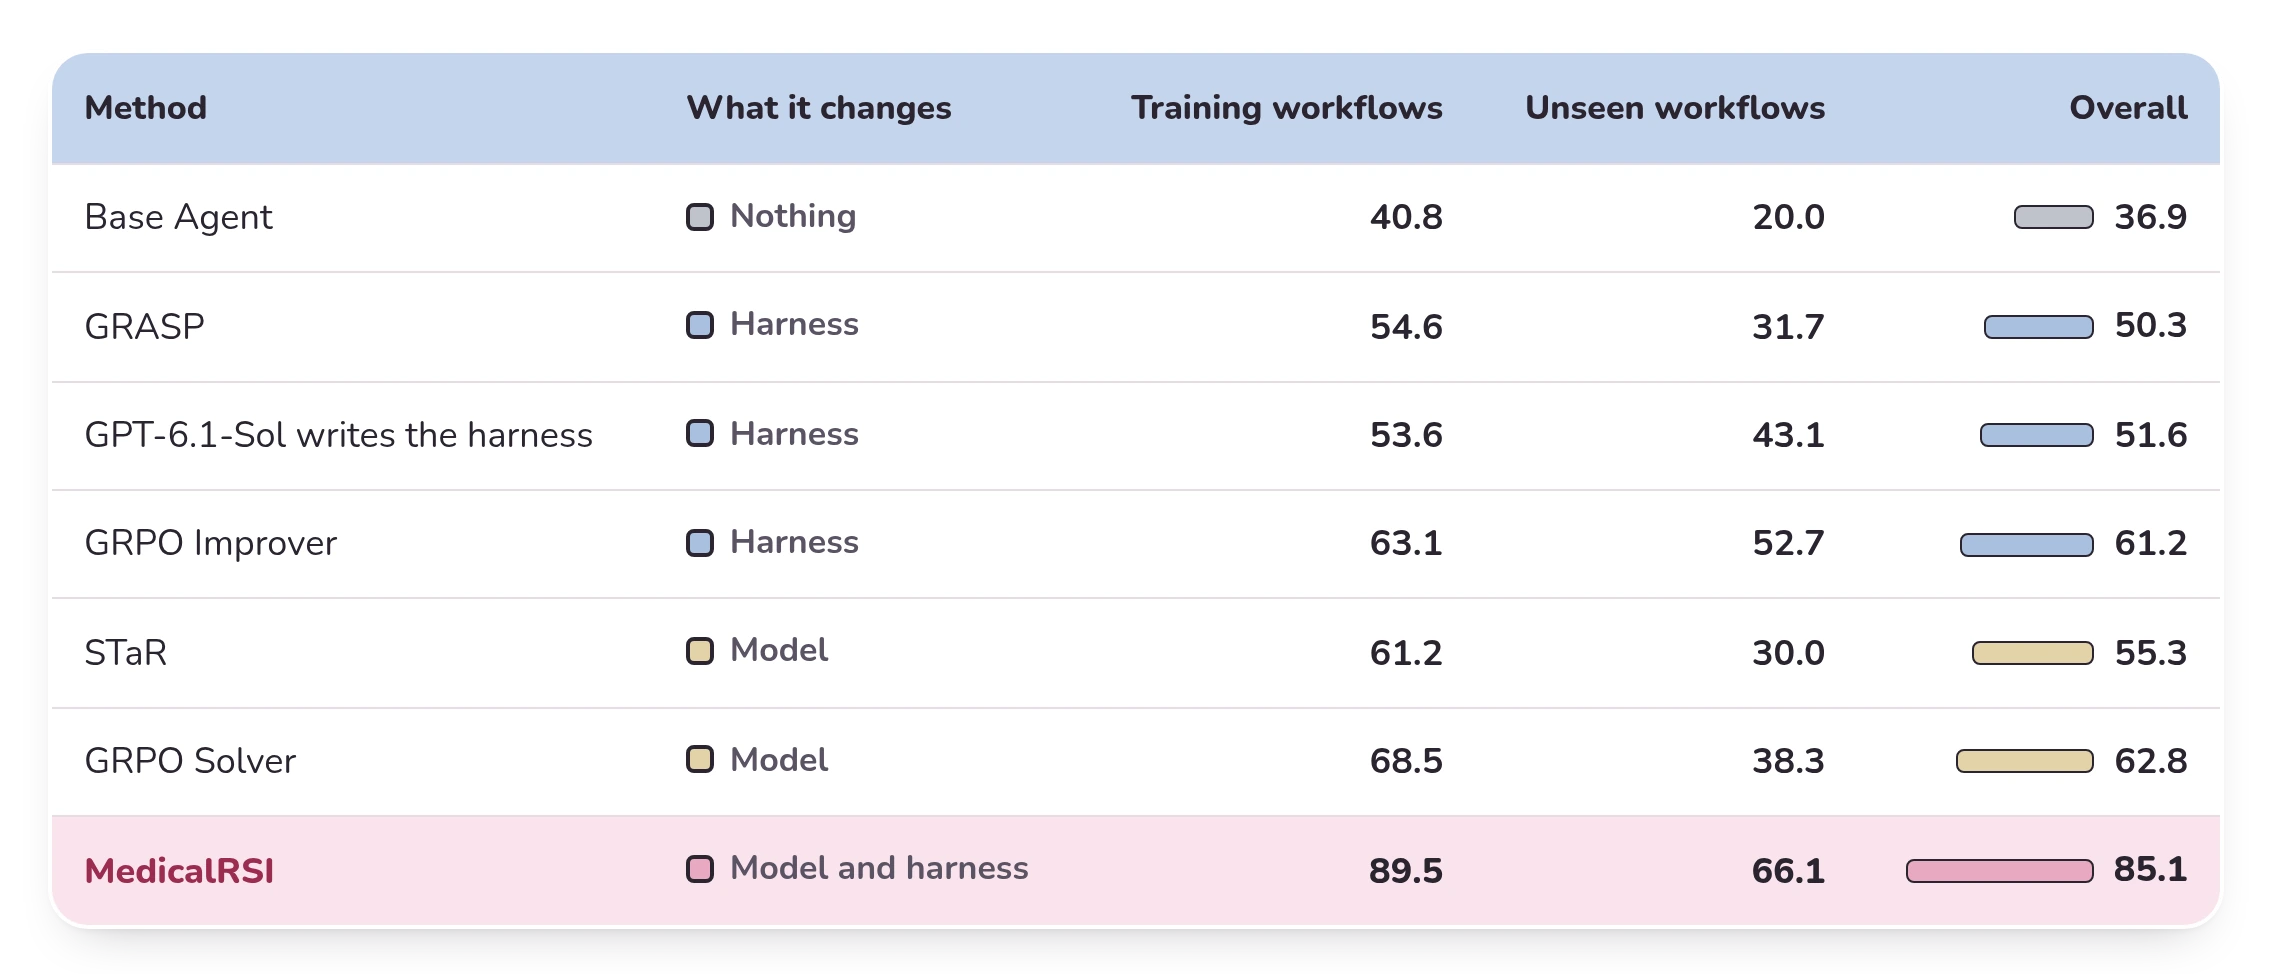 Method What it changes Training workflows Unseen workflows Overall
Base Agent Nothing 40.8 20.0 36.9
GRASP Harness 54.6 31.7 50.3
GPT-6.1-Sol writes the harness Harness 53.6 43.1 51.6
GRPO Improver Harness 63.1 52.7 61.2
STaR Model 61.2 30.0 55.3
GRPO Solver Model 68.5 38.3 62.8
MedicalRSI Model and harness 89.5 66.1 85.1